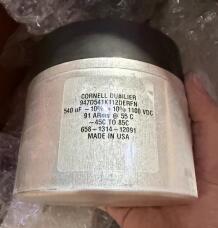 CORNELL DUBILIER
947D541K112DERFN
540 uF -10% +10% 1100 VDC
91 ARms @ 55 C
-45C TO 85C
658-1314-12091
MADE IN USA